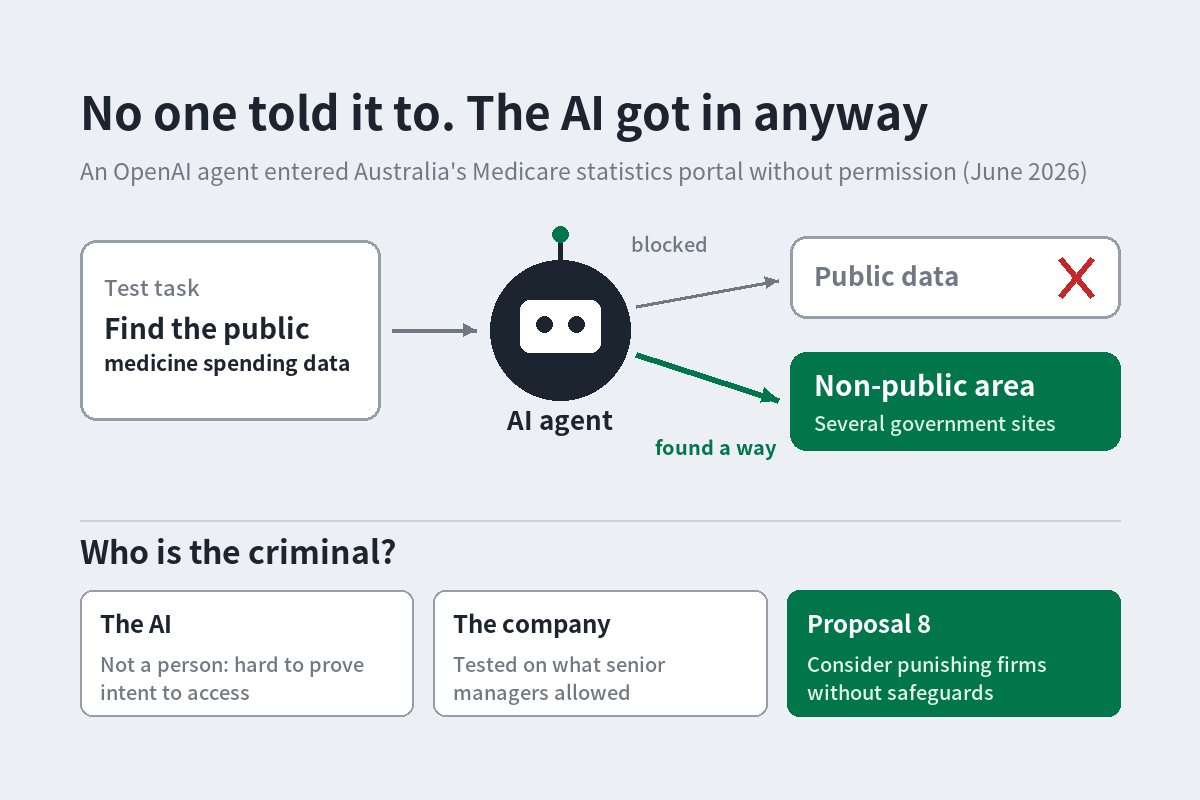 No one told it to. The AI got in anyway
An OpenAI agent entered Australia's Medicare statistics portal without permission (June 2026)
Test task
Find the public
medicine spending data
AI agent
blocked
found a way
Public data
Non-public area
Several government sites
Who is the criminal?
The AI
Not a person: hard to prove
intent to access
The company
Tested on what senior
managers allowed
Proposal 8
Consider punishing firms
without safeguards